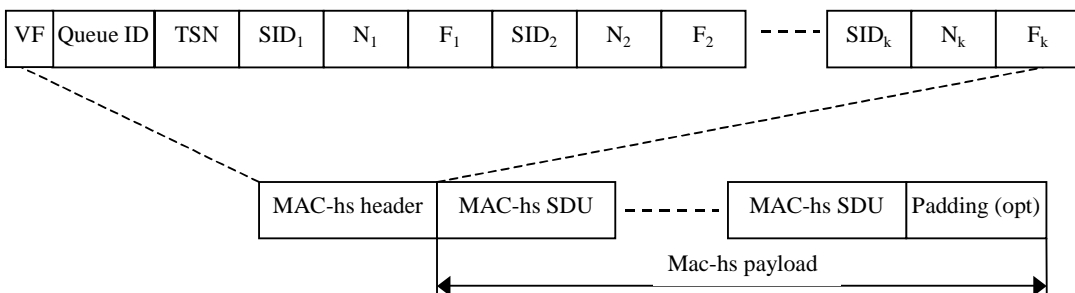 VF Queue ID TSN SID₁ N₁ F₁ SID₂ N₂ F₂ SIDₖ Nₖ Fₖ
MAC-hs header MAC-hs SDU MAC-hs SDU Padding (opt)
Mac-hs payload